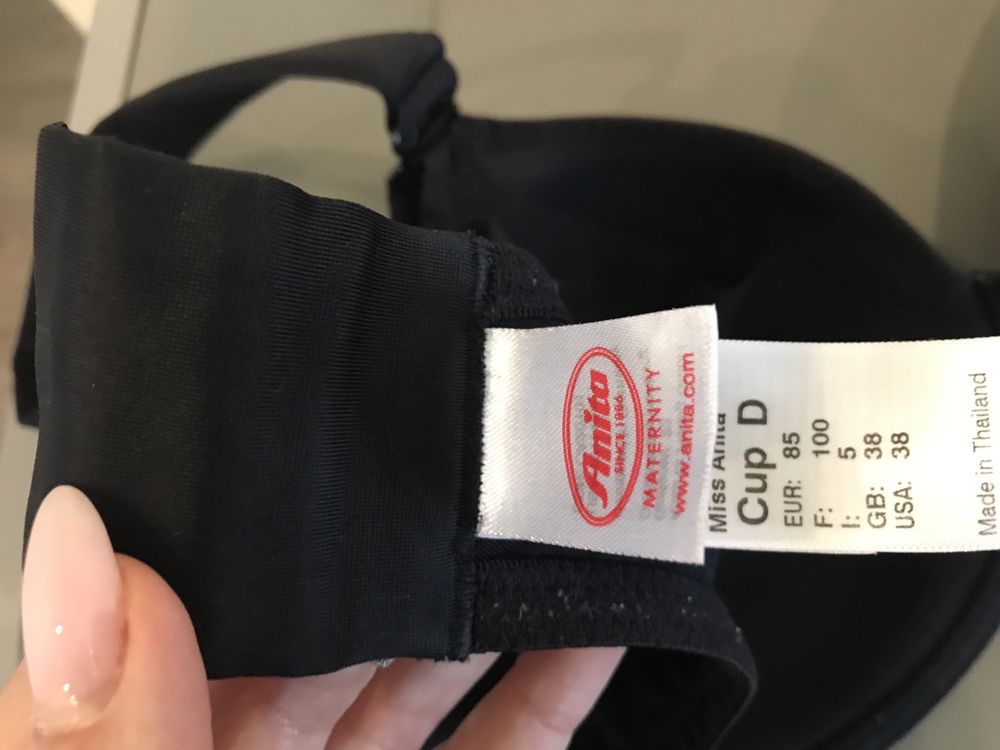 Anita
SINCE 1886
MATERNITY
www.anita.com
Miss Anita
Cup D
EUR: 85
F: 100
I: 5
GB: 38
USA: 38
Made in Thailand